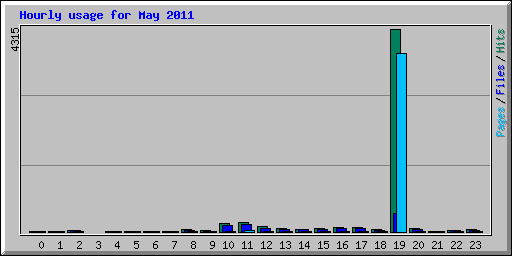 Hourly usage for May 2011
4315
Pages/Files/Hits
0 1 2 3 4 5 6 7 8 9 10 11 12 13 14 15 16 17 18 19 20 21 22 23